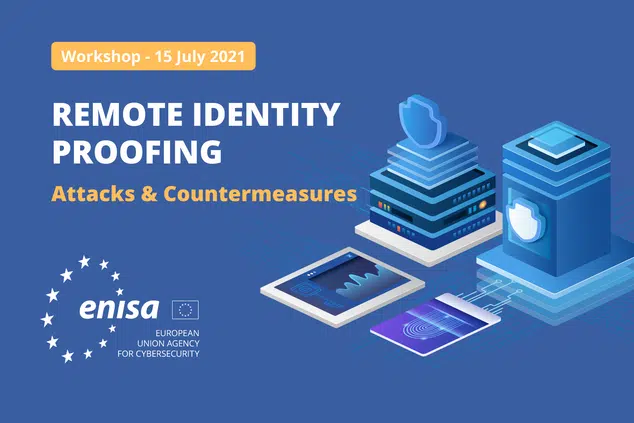 Workshop - 15 July 2021
REMOTE IDENTITY
PROOFING
Attacks & Countermeasures
enisa
EUROPEAN
UNION AGENCY
FOR CYBERSECURITY